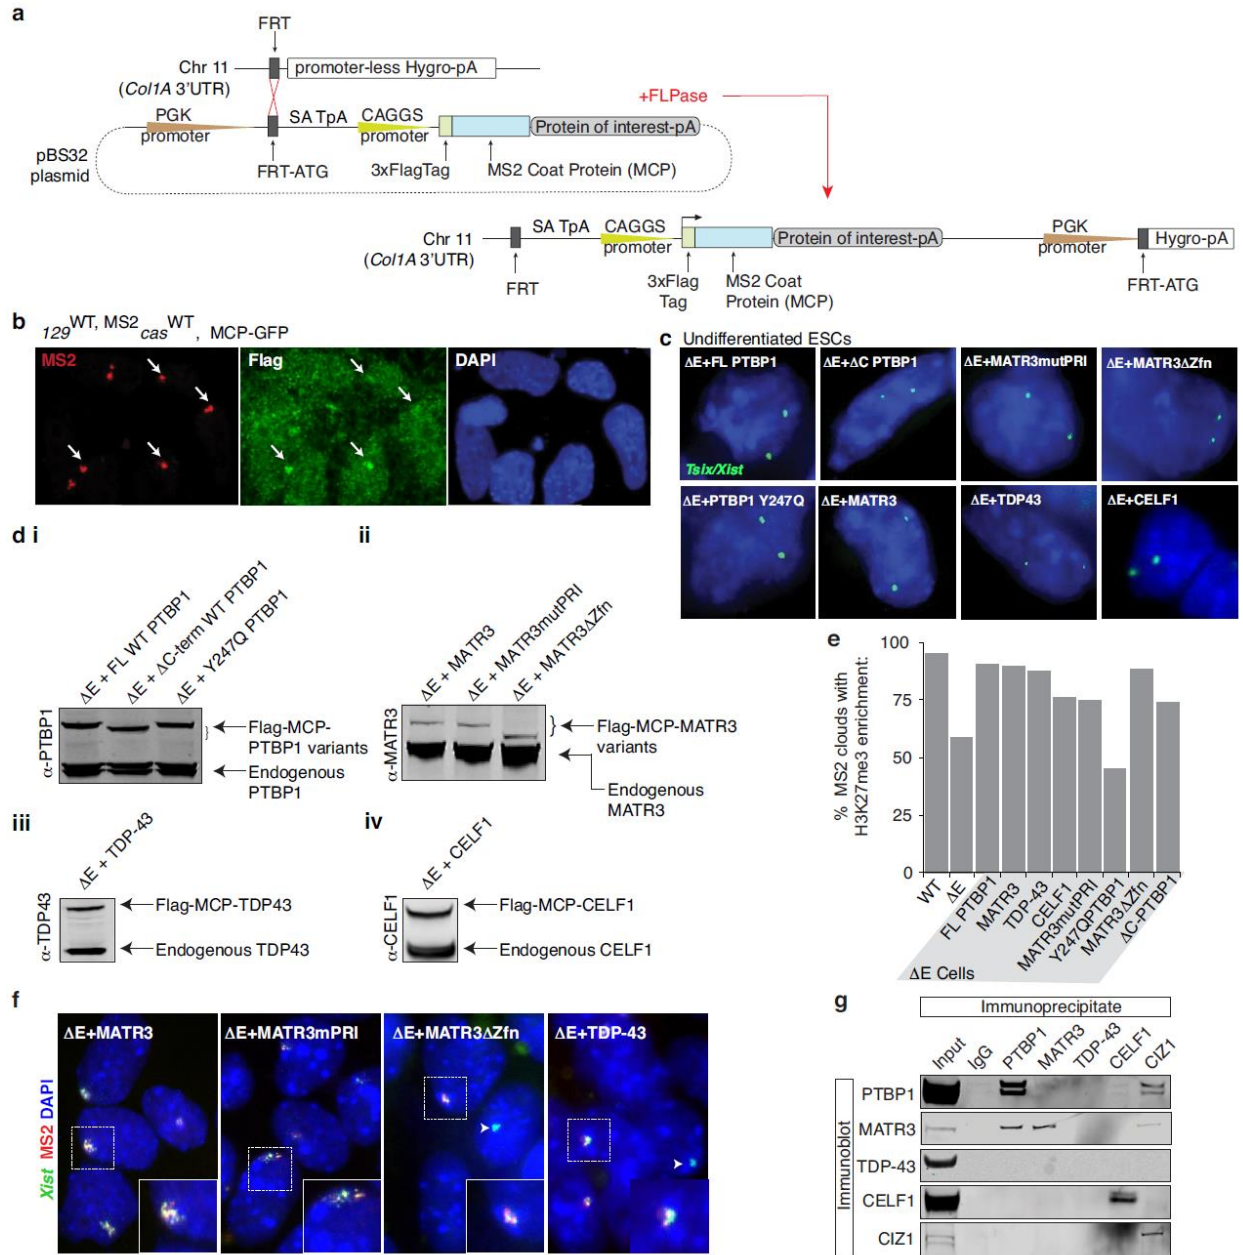 a
FRT
Chr 11
(Col1A 3'UTR)
promoter-less Hygro-pA
+FLPase
PGK
promoter
SA TpA
CAGGS
promoter
Protein of interest-pA
pBS32
plasmid
FRT-ATG
3xFlagTag
MS2 Coat Protein (MCP)
Chr 11
(Col1A 3'UTR)
SA TpA
CAGGS
promoter
Protein of interest-pA
PGK
promoter
Hygro-pA
FRT
3xFlag
Tag
MS2 Coat
Protein (MCP)
FRT-ATG
b
129WT, MS2 casWT, MCP-GFP
MS2
Flag
DAPI
c
Undifferentiated ESCs
ΔE+FL PTBP1
ΔE+ΔC PTBP1
ΔE+MATR3mutPRI
ΔE+MATR3ΔZfn
Tsix/Xist
ΔE+PTBP1 Y247Q
ΔE+MATR3
ΔE+TDP43
ΔE+CELF1
d i
ΔE + FL WT PTBP1
ΔE + ΔC-term WT PTBP1
ΔE + Y247Q PTBP1
α-PTBP1
Flag-MCP-
PTBP1 variants
Endogenous
PTBP1
ii
ΔE + MATR3
ΔE + MATR3mutPRI
ΔE + MATR3ΔZfn
α-MATR3
Flag-MCP-MATR3
variants
Endogenous
MATR3
iii
ΔE + TDP-43
α-TDP43
Flag-MCP-TDP43
Endogenous TDP43
iv
ΔE + CELF1
α-CELF1
Flag-MCP-CELF1
Endogenous CELF1
e
% MS2 clouds with
H3K27me3 enrichment:
100
75
50
25
0
WT
ΔE
FL PTBP1
MATR3
TDP-43
CELF1
MATR3mutPRI
Y247QPTBP1
MATR3ΔZfn
ΔC-PTBP1
ΔE Cells
f
Xist MS2 DAPI
ΔE+MATR3
ΔE+MATR3mPRI
ΔE+MATR3ΔZfn
ΔE+TDP-43
g
Immunoprecipitate
Input
IgG
PTBP1
MATR3
TDP-43
CELF1
CIZ1
Immunoblot
PTBP1
MATR3
TDP-43
CELF1
CIZ1